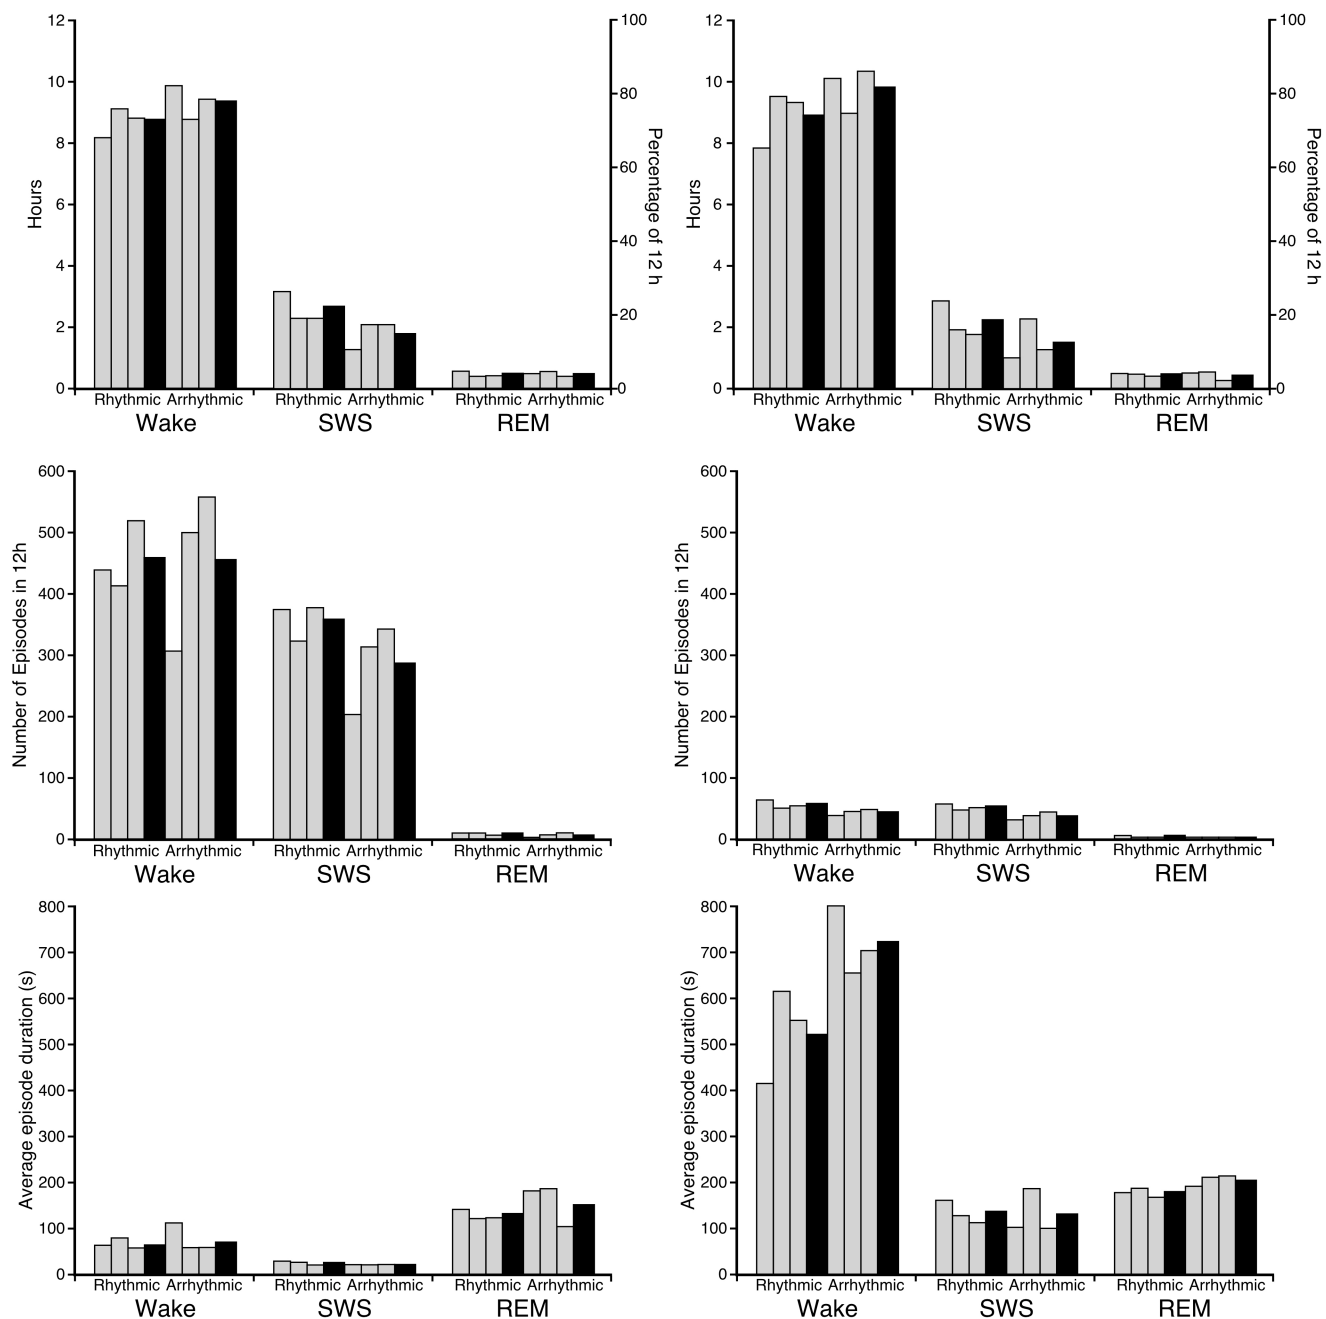 12
10
8
6
4
2
0
Hours
100
80
60
40
20
0
Percentage of 12 h
Rhythmic Arrhythmic Rhythmic Arrhythmic Rhythmic Arrhythmic
Wake SWS REM
12
10
8
6
4
2
0
Hours
100
80
60
40
20
0
Percentage of 12 h
Rhythmic Arrhythmic Rhythmic Arrhythmic Rhythmic Arrhythmic
Wake SWS REM
600
500
400
300
200
100
0
Number of Episodes in 12h
Rhythmic Arrhythmic Rhythmic Arrhythmic Rhythmic Arrhythmic
Wake SWS REM
600
500
400
300
200
100
0
Number of Episodes in 12h
Rhythmic Arrhythmic Rhythmic Arrhythmic Rhythmic Arrhythmic
Wake SWS REM
800
700
600
500
400
300
200
100
0
Average episode duration (s)
Rhythmic Arrhythmic Rhythmic Arrhythmic Rhythmic Arrhythmic
Wake SWS REM
800
700
600
500
400
300
200
100
0
Average episode duration (s)
Rhythmic Arrhythmic Rhythmic Arrhythmic Rhythmic Arrhythmic
Wake SWS REM